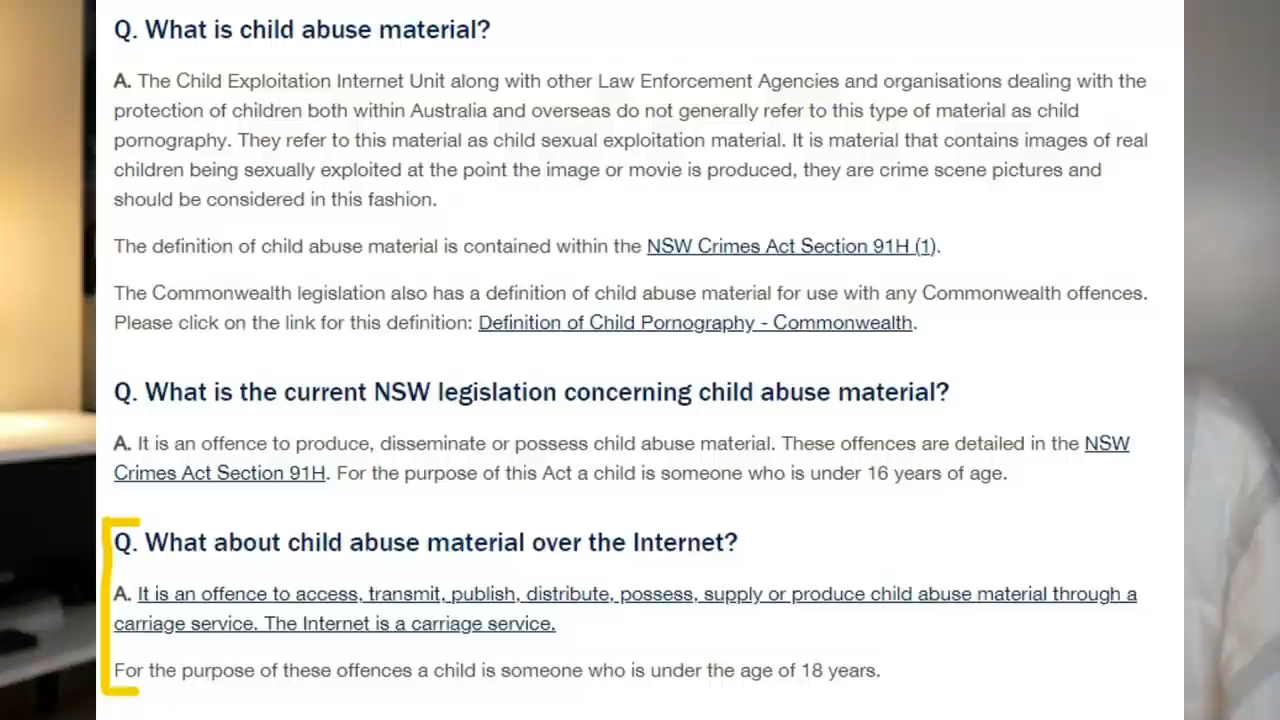 Q. What is child abuse material?
A. The Child Exploitation Internet Unit along with other Law Enforcement Agencies and organisations dealing with the
protection of children both within Australia and overseas do not generally refer to this type of material as child
pornography. They refer to this material as child sexual exploitation material. It is material that contains images of real
children being sexually exploited at the point the image or movie is produced, they are crime scene pictures and
should be considered in this fashion.
The definition of child abuse material is contained within the NSW Crimes Act Section 91H (1).
The Commonwealth legislation also has a definition of child abuse material for use with any Commonwealth offences.
Please click on the link for this definition: Definition of Child Pornography - Commonwealth.
Q. What is the current NSW legislation concerning child abuse material?
A. It is an offence to produce, disseminate or possess child abuse material. These offences are detailed in the NSW
Crimes Act Section 91H. For the purpose of this Act a child is someone who is under 16 years of age.
Q. What about child abuse material over the Internet?
A. It is an offence to access, transmit, publish, distribute, possess, supply or produce child abuse material through a
carriage service. The Internet is a carriage service.
For the purpose of these offences a child is someone who is under the age of 18 years.